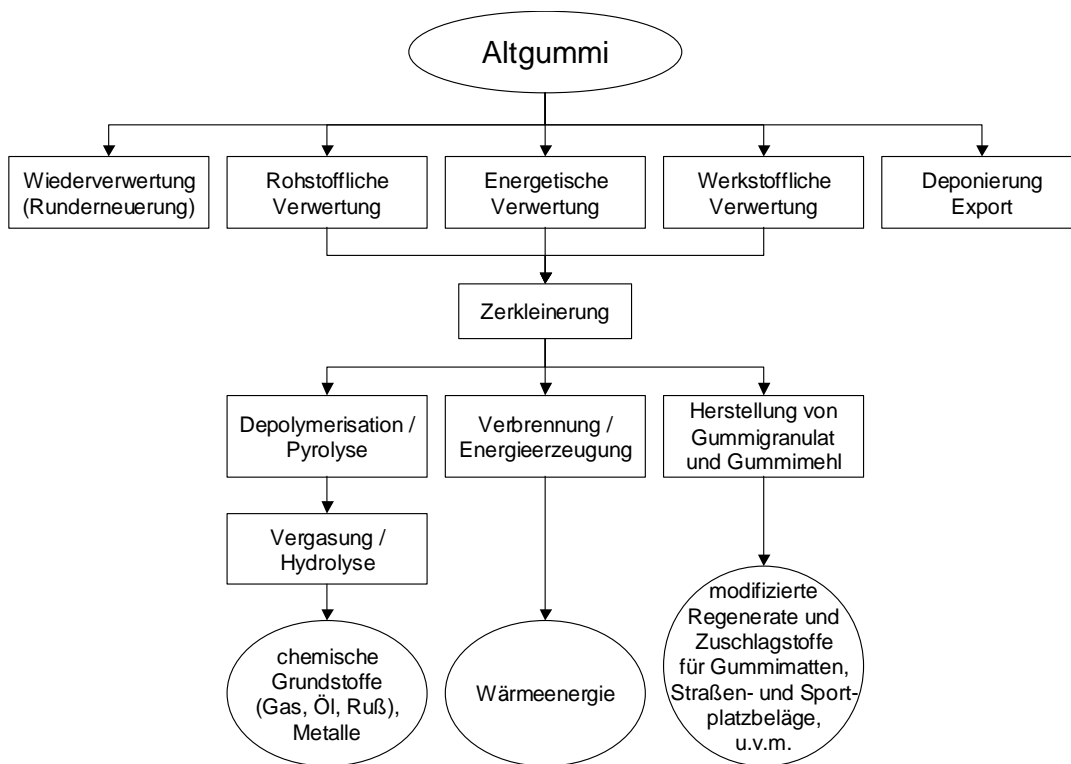 Altgummi
Wiederverwertung
(Runderneuerung)
Rohstoffliche
Verwertung
Energetische
Verwertung
Werkstoffliche
Verwertung
Deponierung
Export
Zerkleinerung
Depolymerisation /
Pyrolyse
Verbrennung /
Energieerzeugung
Herstellung von
Gummigranulat
und Gummimehl
Vergasung /
Hydrolyse
chemische
Grundstoffe
(Gas, Öl, Ruß),
Metalle
Wärmeenergie
modifizierte
Regenerate und
Zuschlagstoffe
für Gummimatten,
Straßen- und Sport-
platzbeläge,
u.v.m.